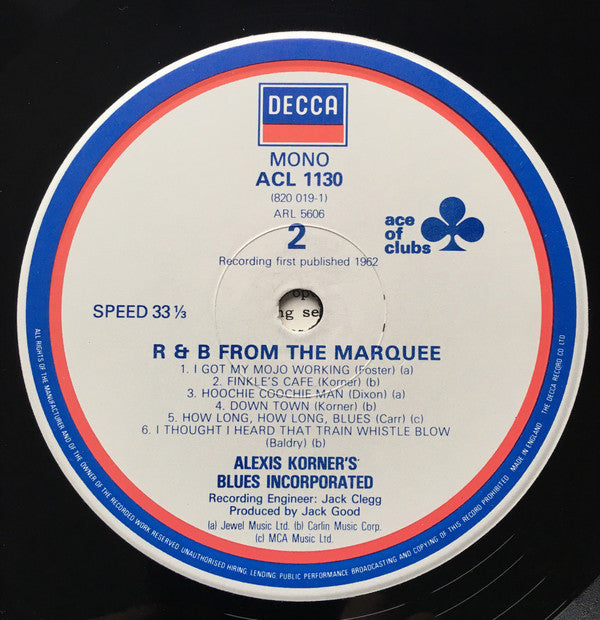 DECCA
MONO
ACL 1130
(820 019-1)
ARL 5606
2
ace
of
clubs
Recording first published 1962
SPEED 33 ⅓
op
ng se
R & B FROM THE MARQUEE
1. I GOT MY MOJO WORKING (Foster) (a)
2. FINKLE'S CAFE (Korner) (b)
3. HOOCHIE COOCHIE MAN (Dixon) (a)
4. DOWN TOWN (Korner) (b)
5. HOW LONG, HOW LONG, BLUES (Carr) (c)
6. I THOUGHT I HEARD THAT TRAIN WHISTLE BLOW
(Baldry) (b)
ALEXIS KORNER'S
BLUES INCORPORATED
Recording Engineer: Jack Clegg
Produced by Jack Good
(a) Jewel Music Ltd. (b) Carlin Music Corp.
(c) MCA Music Ltd.
ALL RIGHTS OF THE MANUFACTURER AND OF THE OWNER OF THE RECORDED WORK RESERVED. UNAUTHORISED HIRING, LENDING, PUBLIC PERFORMANCE BROADCASTING AND COPYING OF THIS RECORD PROHIBITED MADE IN ENGLAND. THE DECCA RECORD CO LTD